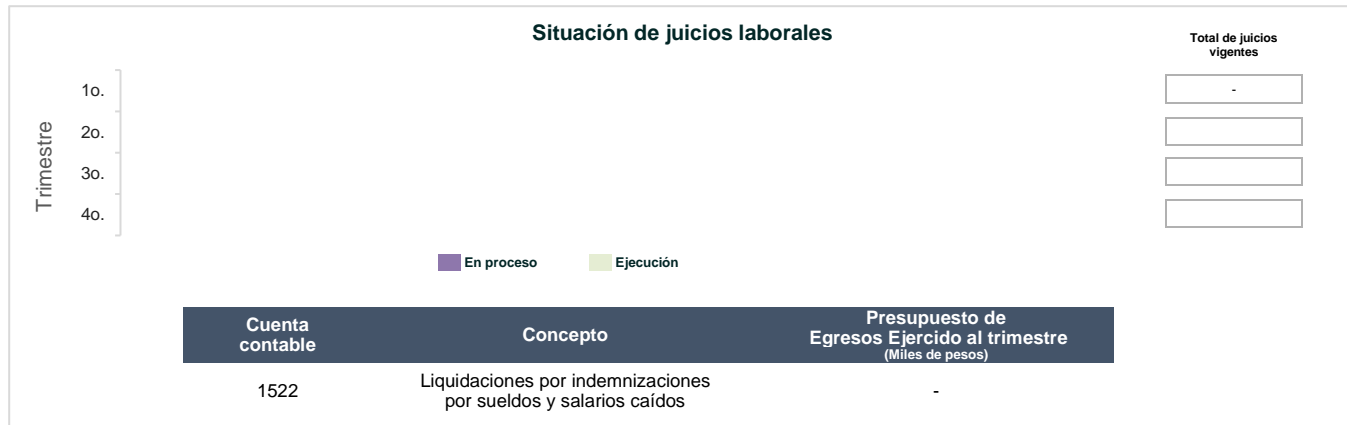 Situación de juicios laborales
Total de juicios
vigentes
Trimestre
1o.
-
2o.
3o.
4o.
En proceso
Ejecución
Cuenta
contable
Concepto
Presupuesto de
Egresos Ejercido al trimestre
(Miles de pesos)
1522
Liquidaciones por indemnizaciones
por sueldos y salarios caídos
-